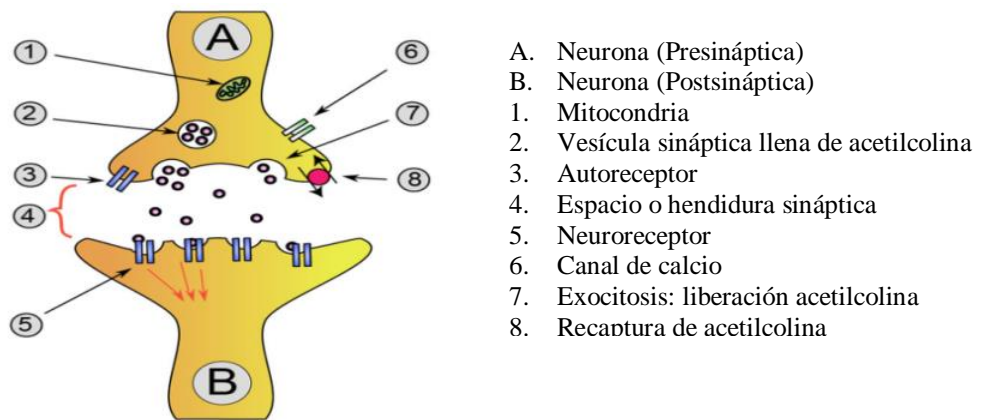 A
1
2
3
4
5
6
7
8
B
A. Neurona (Presináptica)
B. Neurona (Postsináptica)
1. Mitocondria
2. Vesícula sináptica llena de acetilcolina
3. Autoreceptor
4. Espacio o hendidura sináptica
5. Neuroreceptor
6. Canal de calcio
7. Exocitosis: liberación acetilcolina
8. Recaptura de acetilcolina